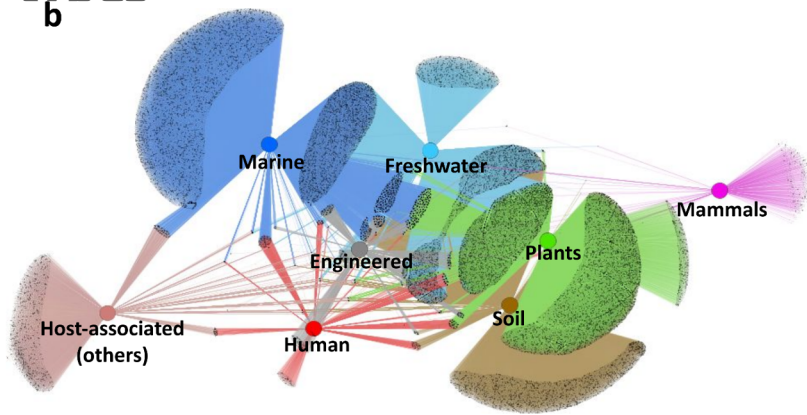 b
Marine
Freshwater
Mammals
Engineered
Plants
Host-associated
(others)
Human
Soil